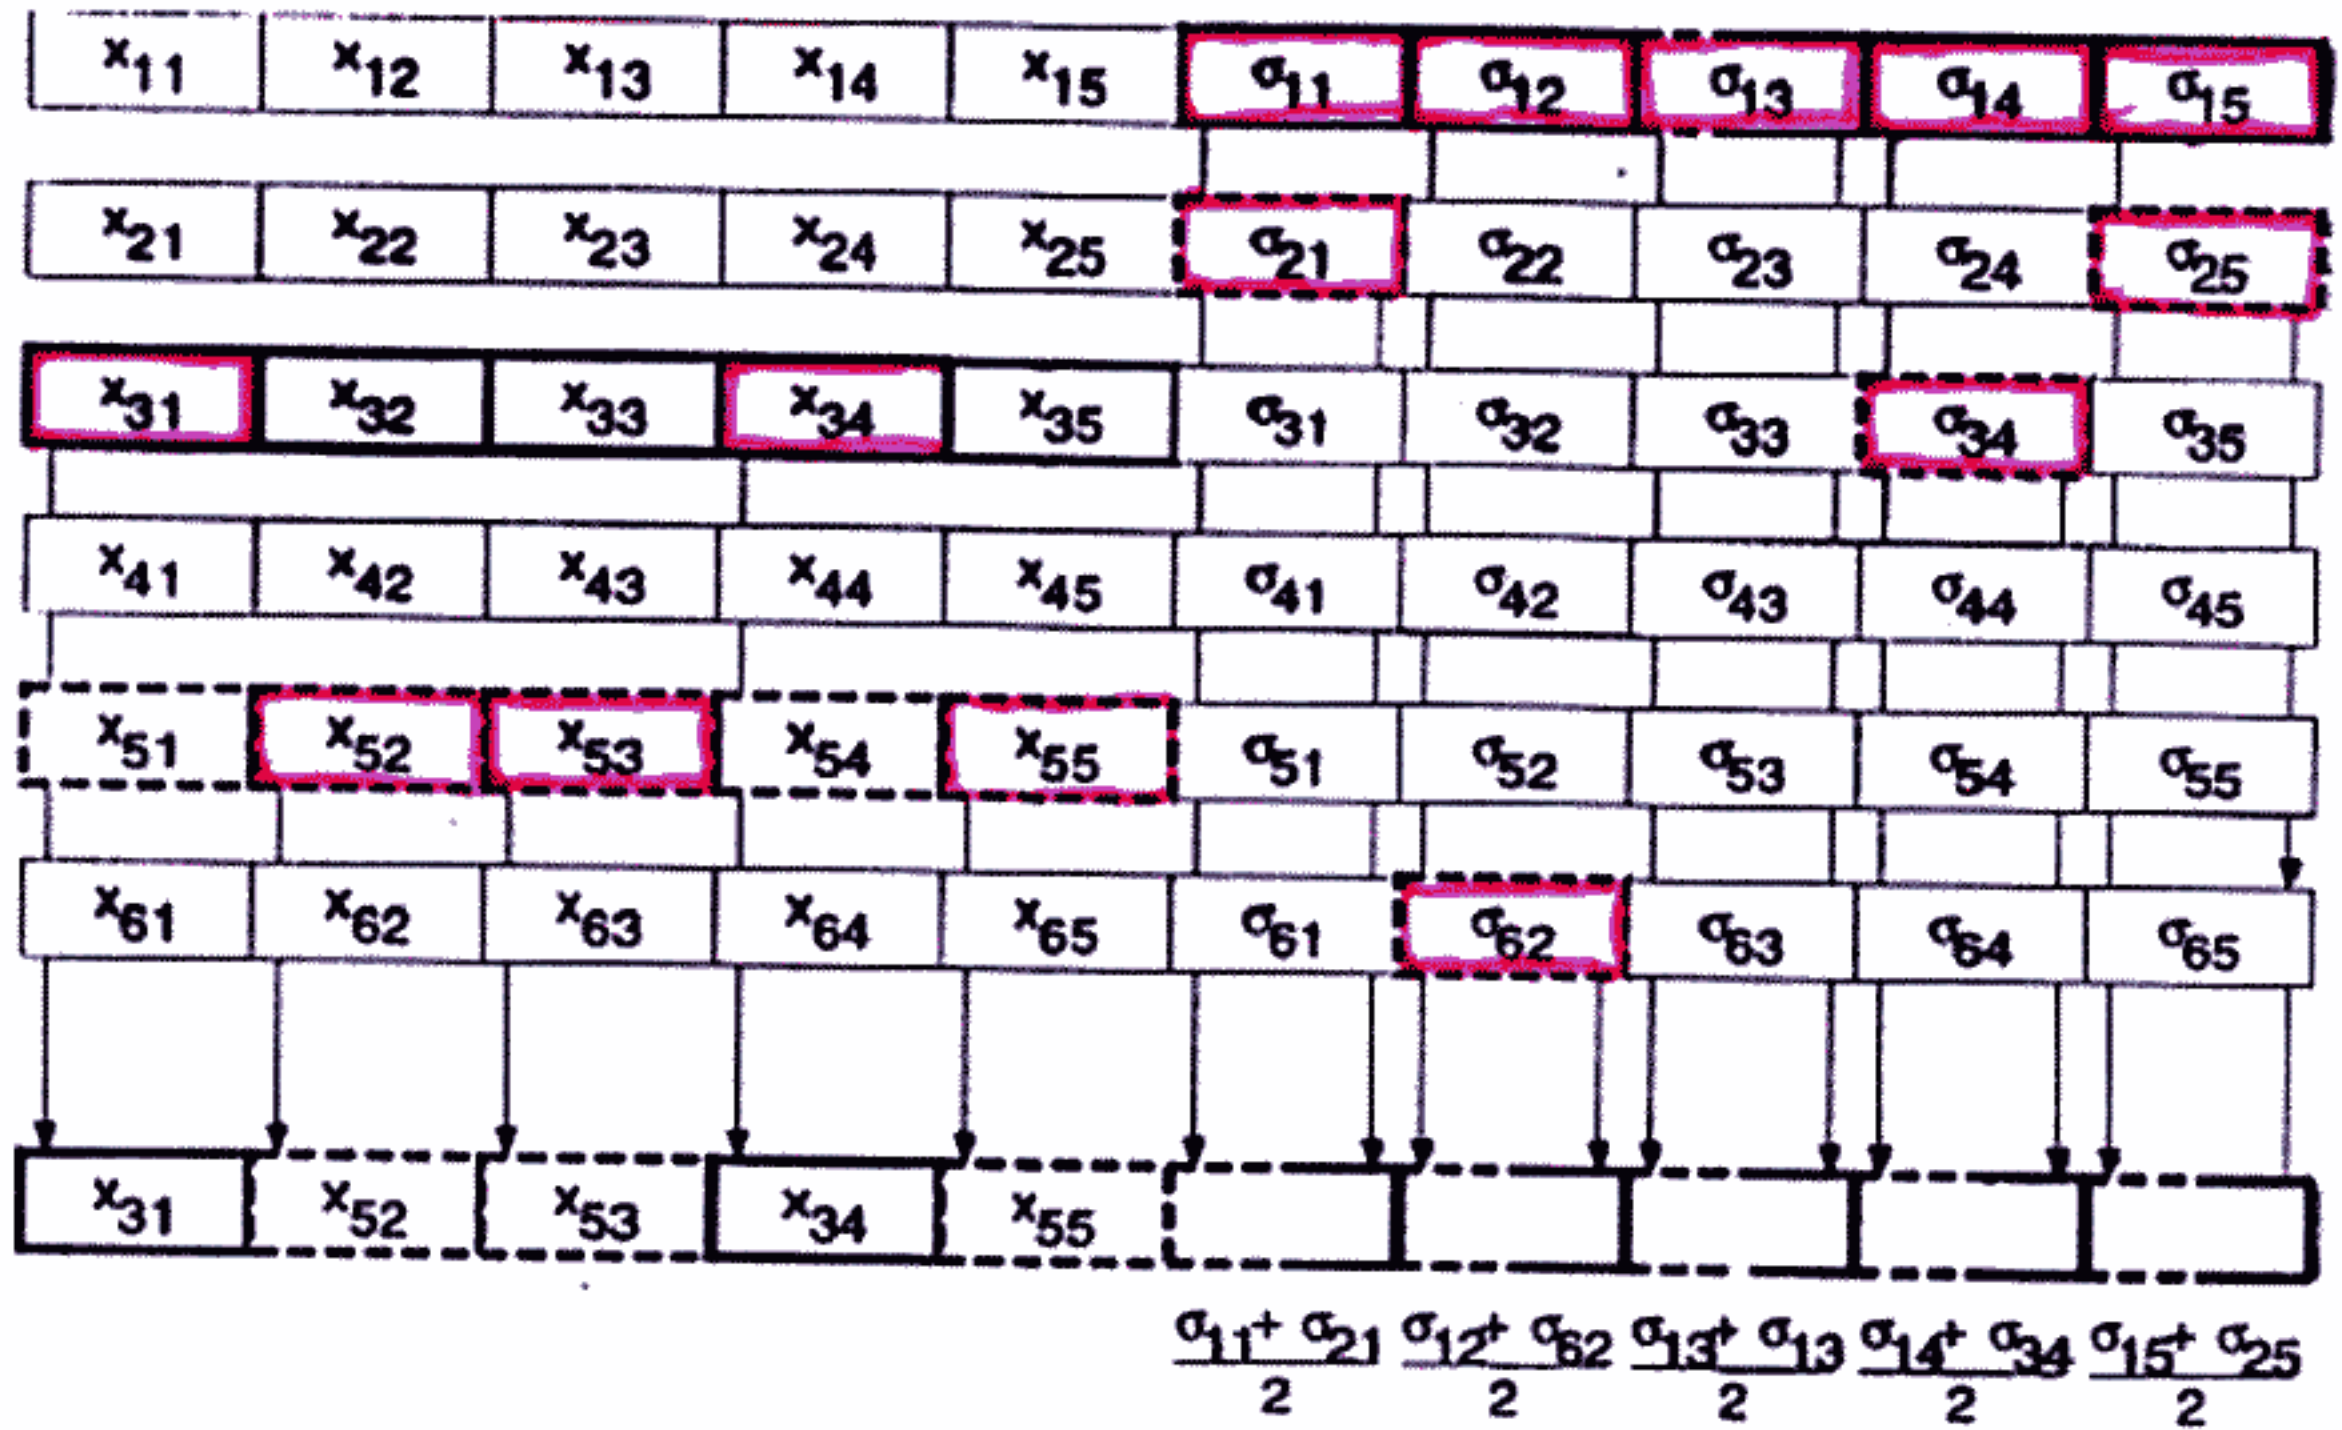 x11 x12 x13 x14 x15 σ11 σ12 σ13 σ14 σ15
x21 x22 x23 x24 x25 σ21 σ22 σ23 σ24 σ25
x31 x32 x33 x34 x35 σ31 σ32 σ33 σ34 σ35
x41 x42 x43 x44 x45 σ41 σ42 σ43 σ44 σ45
x51 x52 x53 x54 x55 σ51 σ52 σ53 σ54 σ55
x61 x62 x63 x64 x65 σ61 σ62 σ63 σ64 σ65
x31 x52 x53 x34 x55
σ11+ σ21 σ12+ σ62 σ13+ σ13 σ14+ σ34 σ15+ σ25
2 2 2 2 2